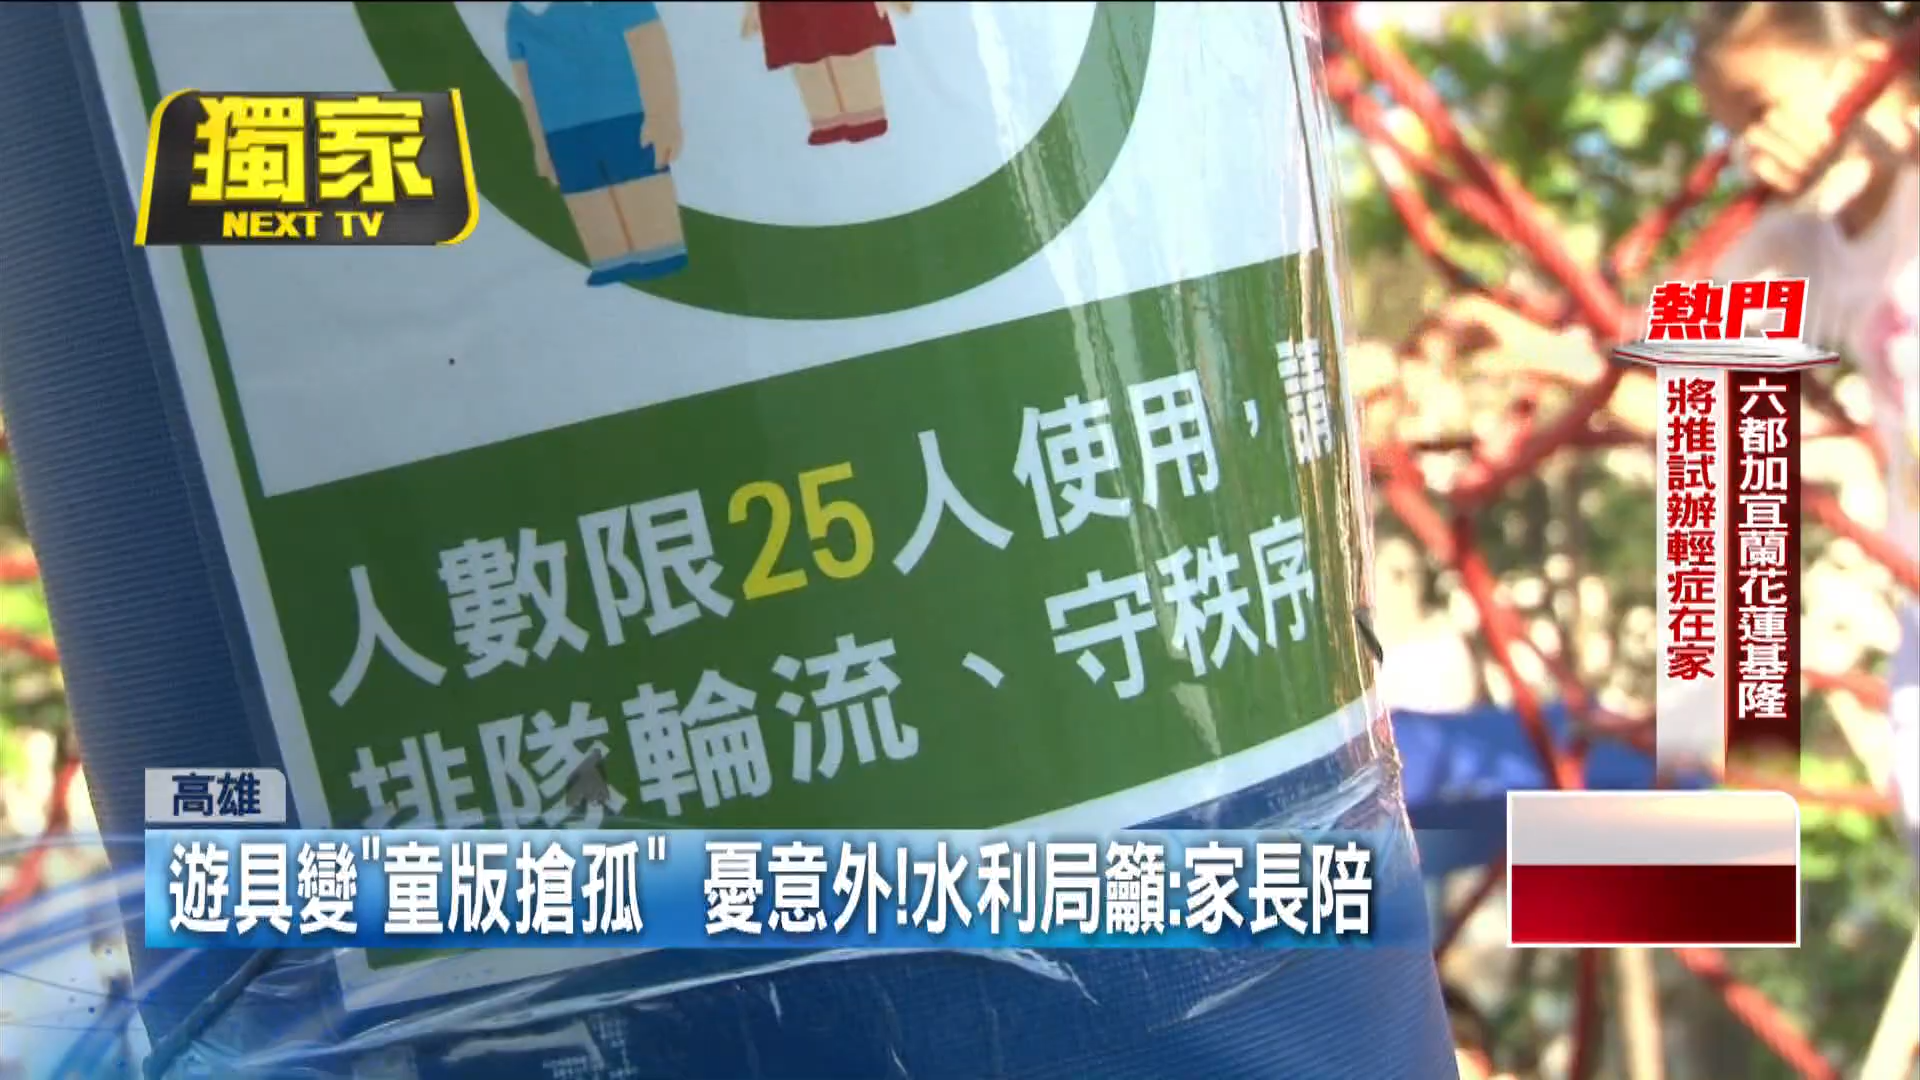 獨家
NEXT TV
人數限25人使用，請
排隊輪流、守秩序
熱門
六都加宜蘭花蓮基隆
將推試辦輕症在家
高雄
遊具變"童版搶孤" 憂意外!水利局籲:家長陪